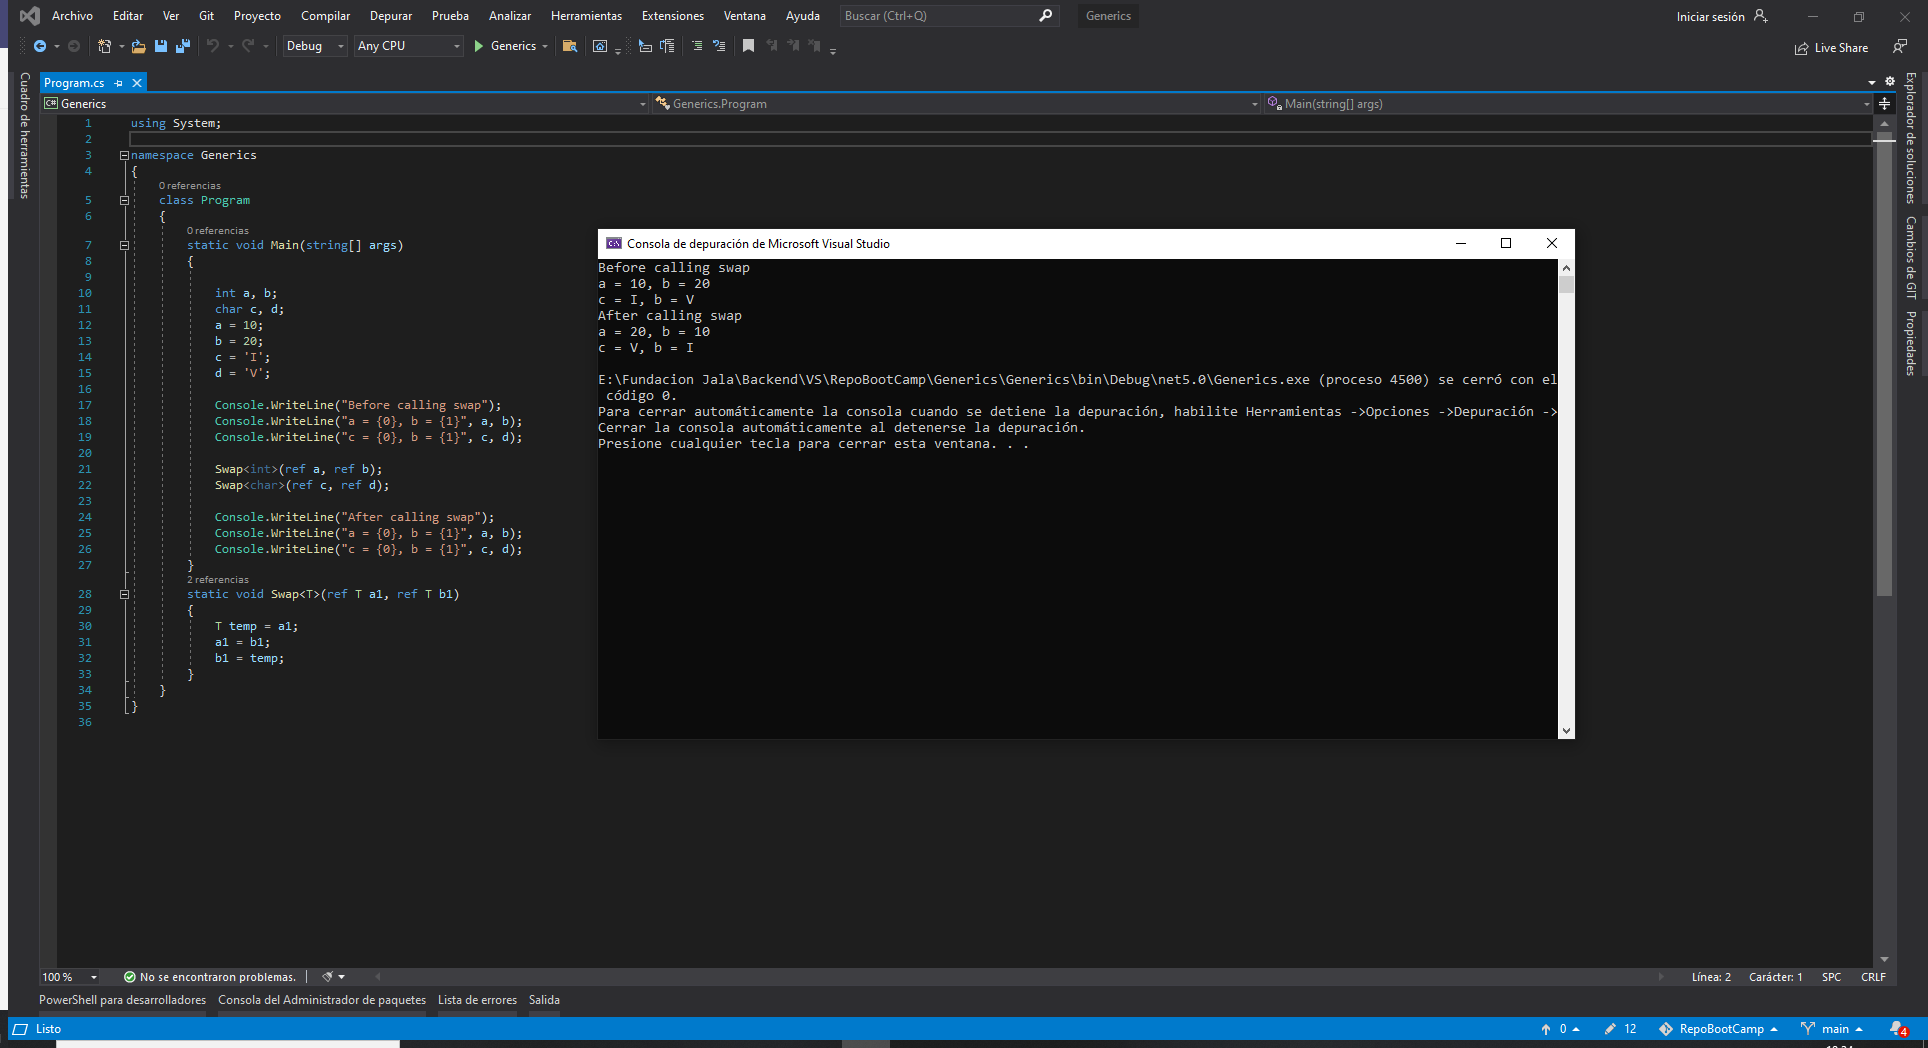 Archivo Editar Ver Git Proyecto Compilar Depurar Prueba Analizar Herramientas Extensiones Ventana Ayuda Buscar (Ctrl+Q) Generics Iniciar sesión
Debug Any CPU Generics Live Share
Cuadro de herramientas
Program.cs
C# Generics Generics.Program Main(string[] args)
1 using System;
2
3 namespace Generics
4 {
0 referencias
5 class Program
6 {
0 referencias
7 static void Main(string[] args)
8 {
9
10 int a, b;
11 char c, d;
12 a = 10;
13 b = 20;
14 c = 'I';
15 d = 'V';
16
17 Console.WriteLine("Before calling swap");
18 Console.WriteLine("a = {0}, b = {1}", a, b);
19 Console.WriteLine("c = {0}, b = {1}", c, d);
20
21 Swap<int>(ref a, ref b);
22 Swap<char>(ref c, ref d);
23
24 Console.WriteLine("After calling swap");
25 Console.WriteLine("a = {0}, b = {1}", a, b);
26 Console.WriteLine("c = {0}, b = {1}", c, d);
27 }
2 referencias
28 static void Swap<T>(ref T a1, ref T b1)
29 {
30 T temp = a1;
31 a1 = b1;
32 b1 = temp;
33 }
34 }
35 }
36
C:\ Consola de depuración de Microsoft Visual Studio
Before calling swap
a = 10, b = 20
c = I, b = V
After calling swap
a = 20, b = 10
c = V, b = I
E:\Fundacion Jala\Backend\VS\RepoBootCamp\Generics\Generics\bin\Debug\net5.0\Generics.exe (proceso 4500) se cerró con el
código 0.
Para cerrar automáticamente la consola cuando se detiene la depuración, habilite Herramientas ->Opciones ->Depuración ->
Cerrar la consola automáticamente al detenerse la depuración.
Presione cualquier tecla para cerrar esta ventana. . .
Explorador de soluciones
Cambios de GIT
Propiedades
100 % No se encontraron problemas. Línea: 2 Carácter: 1 SPC CRLF
PowerShell para desarrolladores Consola del Administrador de paquetes Lista de errores Salida
Listo 0 12 RepoBootCamp main 4